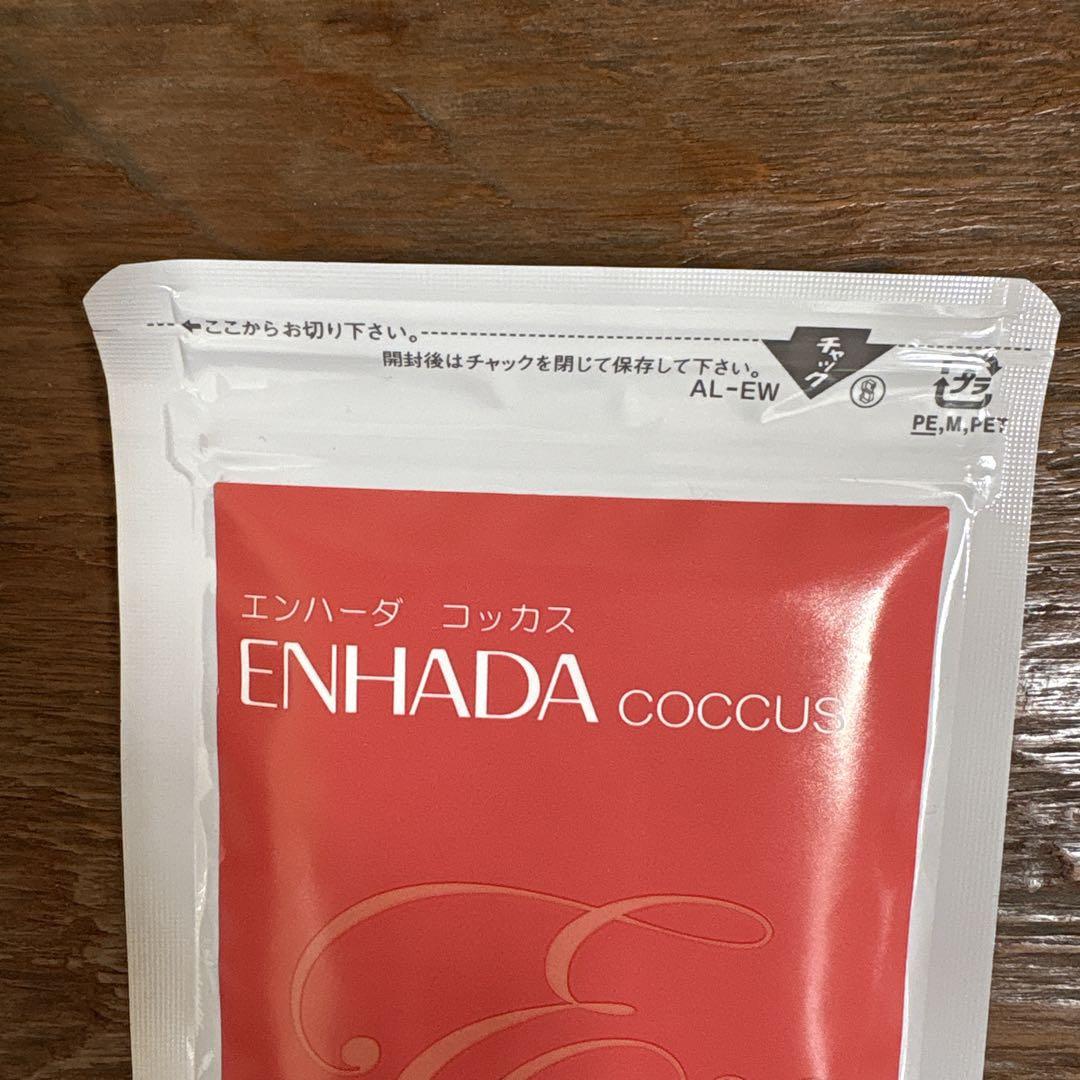 ←ここからお切り下さい。
開封後はチャックを閉じて保存して下さい。
チャック
AL-EW
プラ
PE,M,PET
エンハーダ コッカス
ENHADA COCCUS